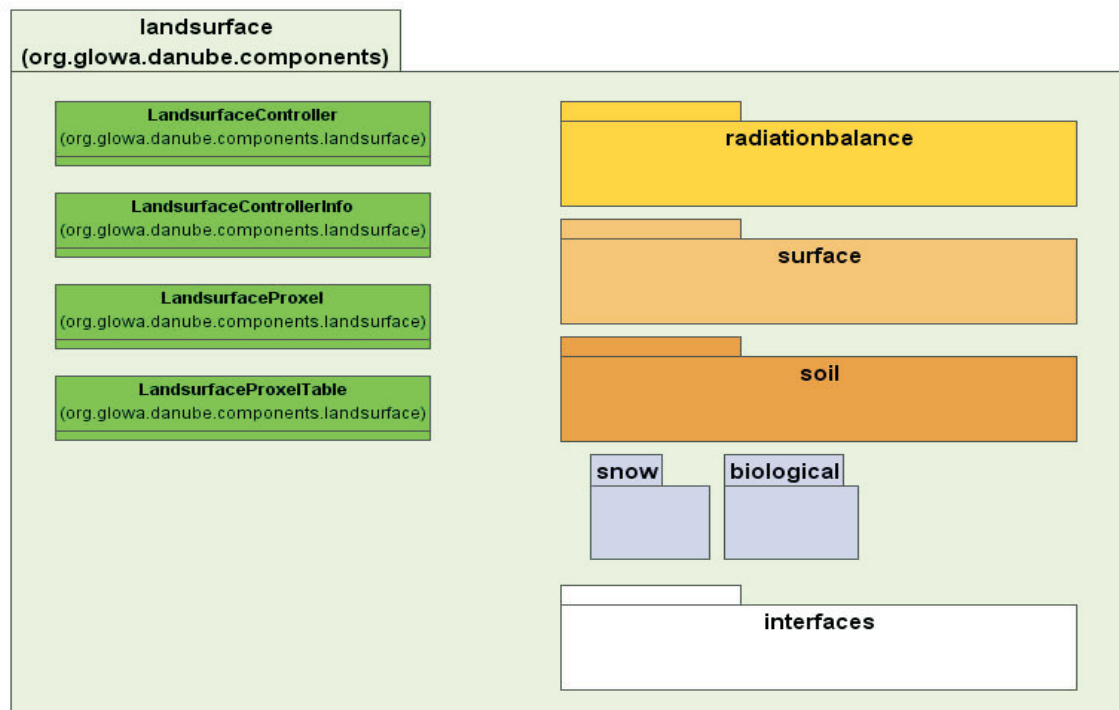 landsurface
(org.glowa.danube.components)
LandsurfaceController
(org.glowa.danube.components.landsurface)
LandsurfaceControllerInfo
(org.glowa.danube.components.landsurface)
LandsurfaceProxel
(org.glowa.danube.components.landsurface)
LandsurfaceProxelTable
(org.glowa.danube.components.landsurface)
radiationbalance
surface
soil
snow
biological
interfaces